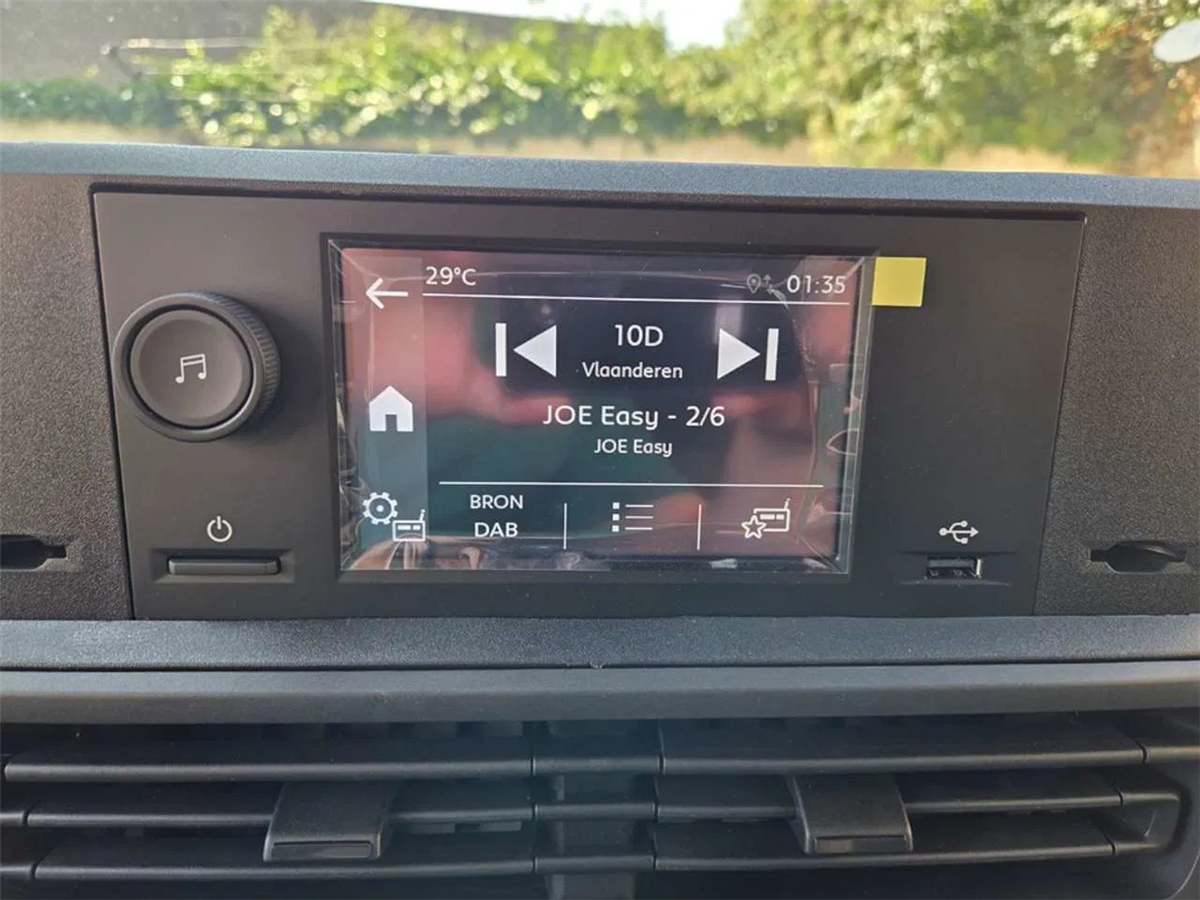 29°C
01:35
10D
Vlaanderen
JOE Easy - 2/6
JOE Easy
BRON
DAB